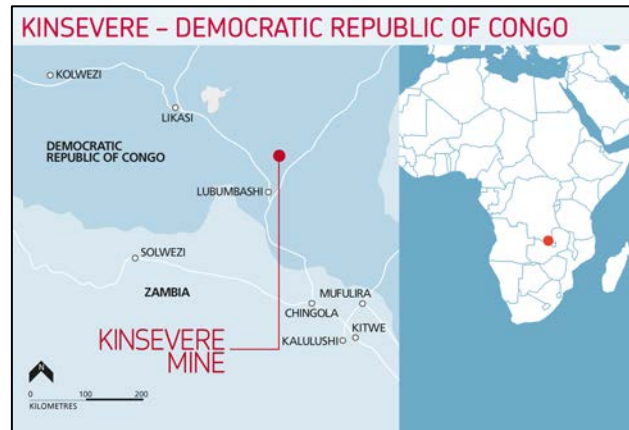 KINSEVERE – DEMOCRATIC REPUBLIC OF CONGO
KOLWEZI
LIKASI
DEMOCRATIC
REPUBLIC OF CONGO
LUBUMBASHI
SOLWEZI
ZAMBIA
MUFULIRA
CHINGOLA
KITWE
KALULUSHI
KINSEVERE
MINE
N
0 100 200
KILOMETRES